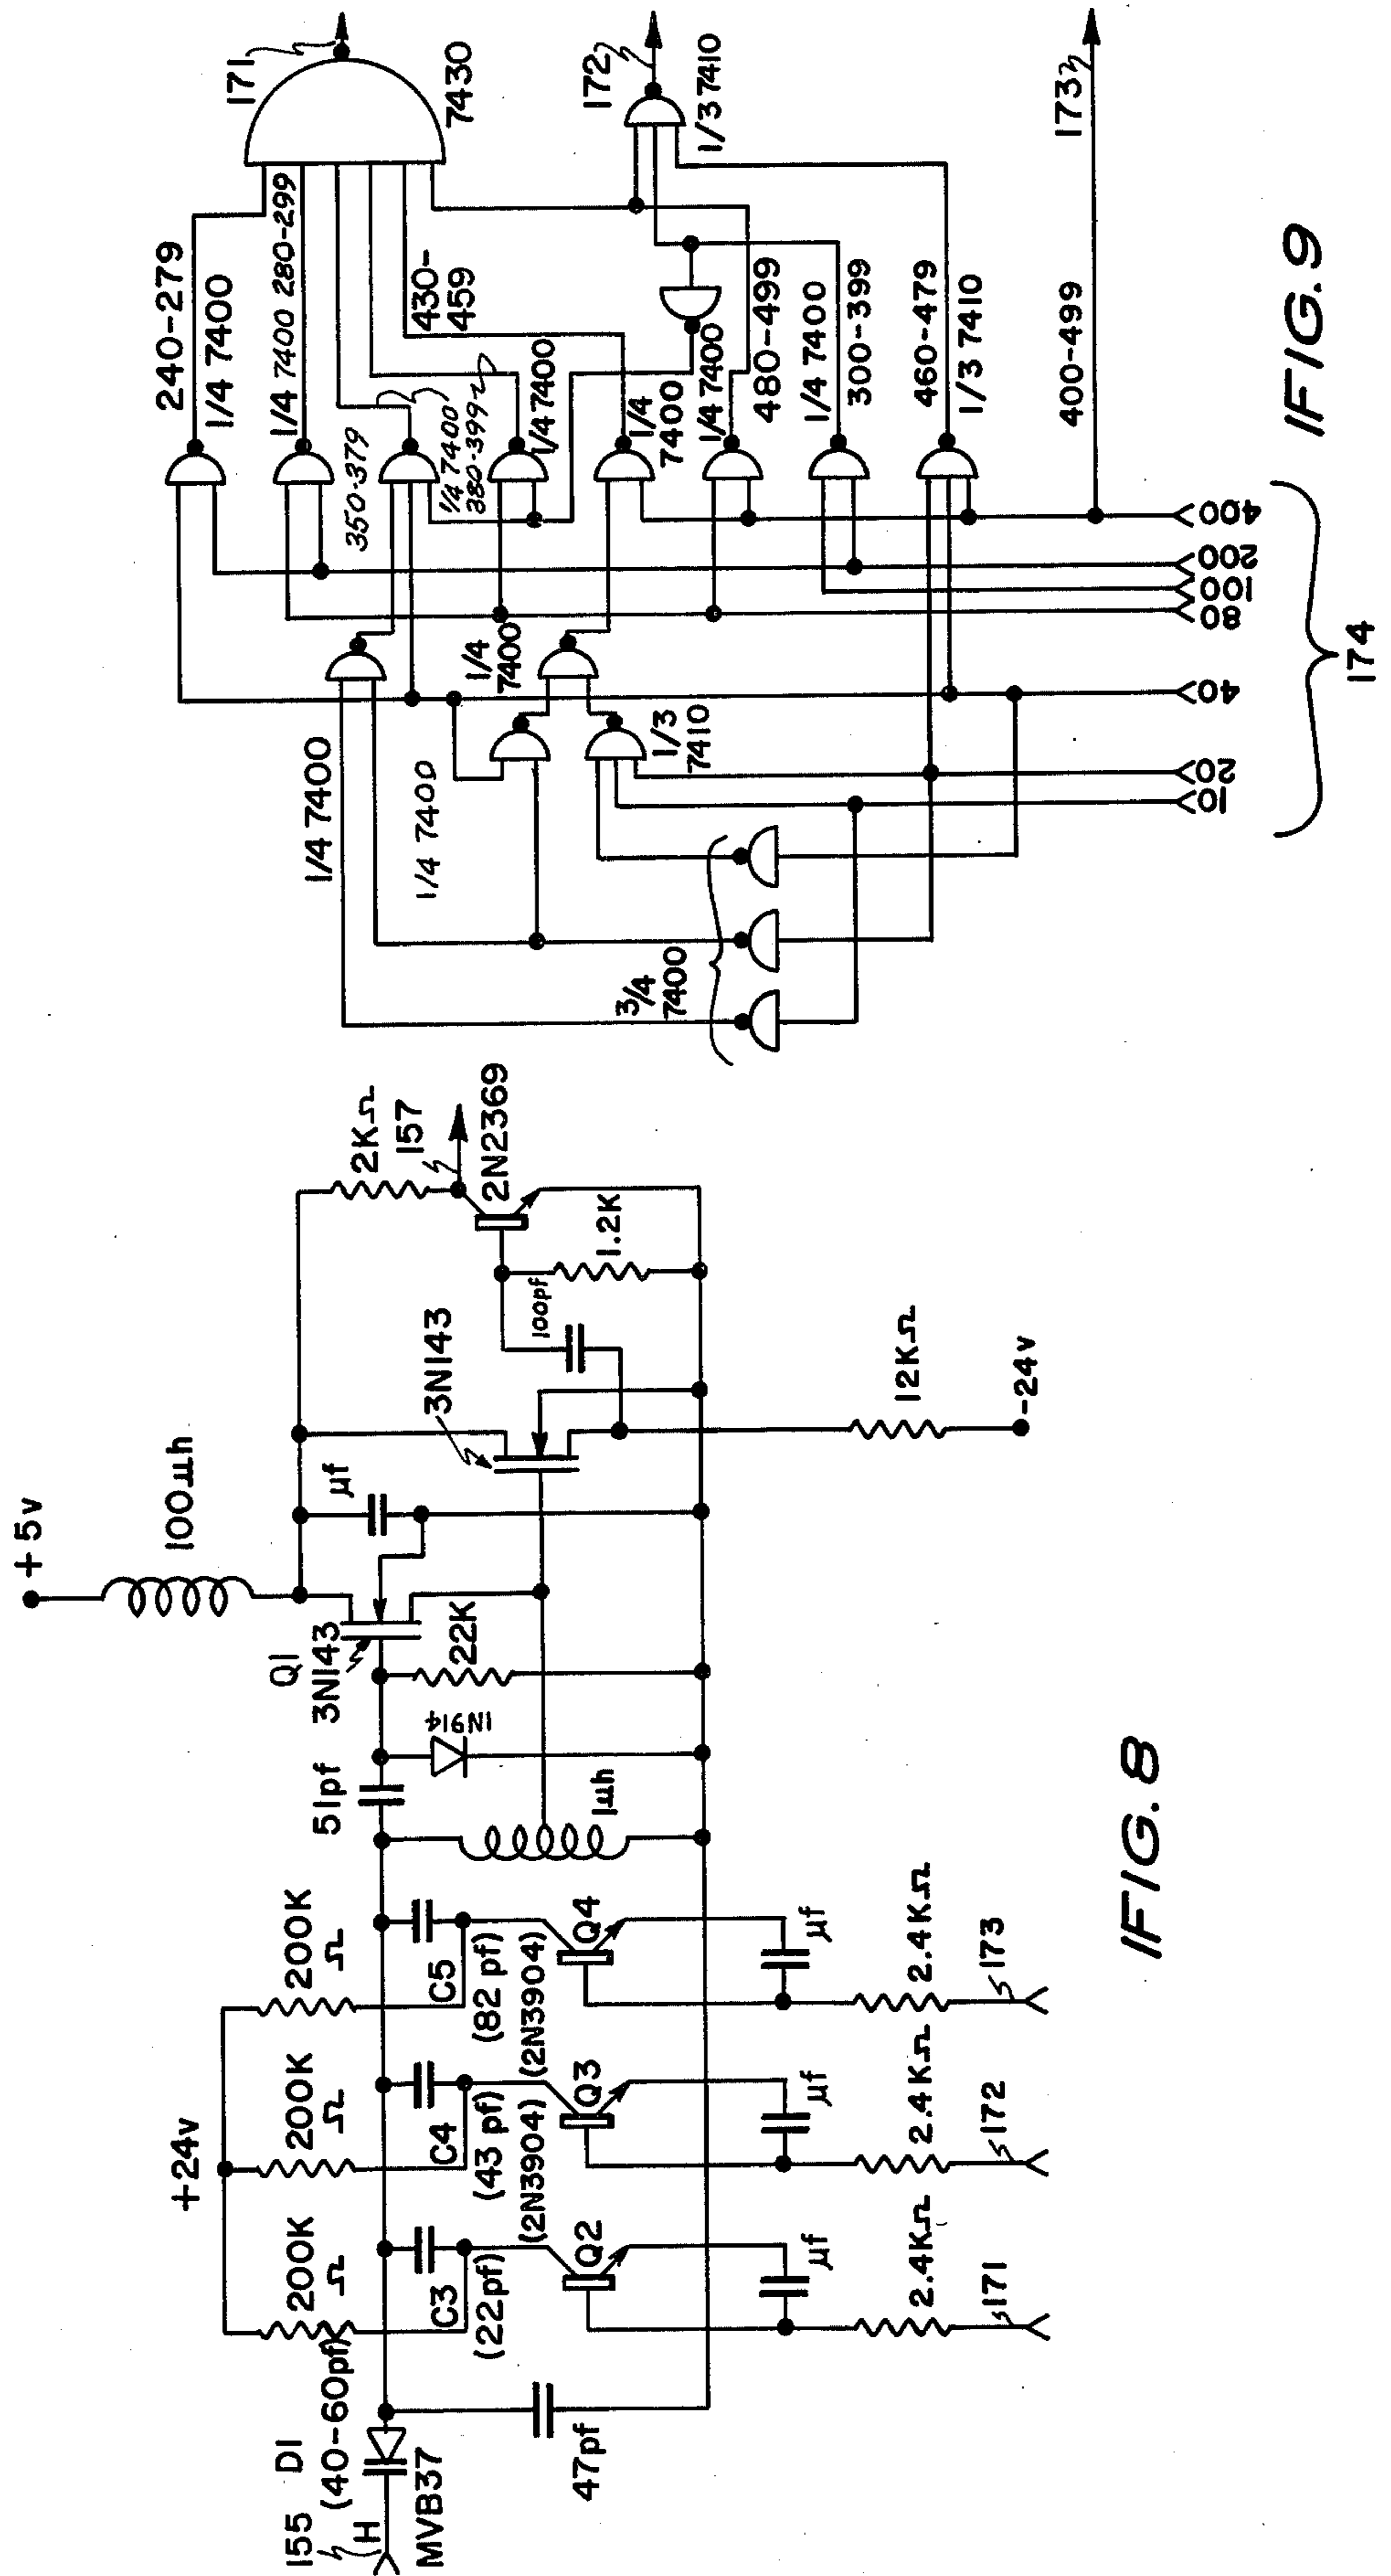 171
7430
240-279
1/4 7400
1/4 7400 280-299
350-379
1/4 7400
380-399
430-
459
1/4 7400
1/4
7400
1/4 7400
480-499
1/4 7400
300-399
460-479
1/3 7410
172
1/3 7410
173
400-499
1/4 7400
1/4 7400
1/4
7400
1/3
7410
3/4
7400
10
20
40
80
100
200
400
174
FIG. 9
+5v
100µh
µf
Q1
3N143
22K
1N914
51pf
1µh
3N143
100pf
1.2K
2KΩ
157
2N2369
12KΩ
-24v
+24v
200K
Ω
200K
Ω
200K
Ω
C3
(22pf)
C4
(43 pf)
C5
(82 pf)
(2N3904)
(2N3904)
Q2
Q3
Q4
µf
µf
µf
2.4KΩ
2.4KΩ
2.4KΩ
171
172
173
155
D1
(40-60pf)
H
MVB37
47pf
FIG. 8